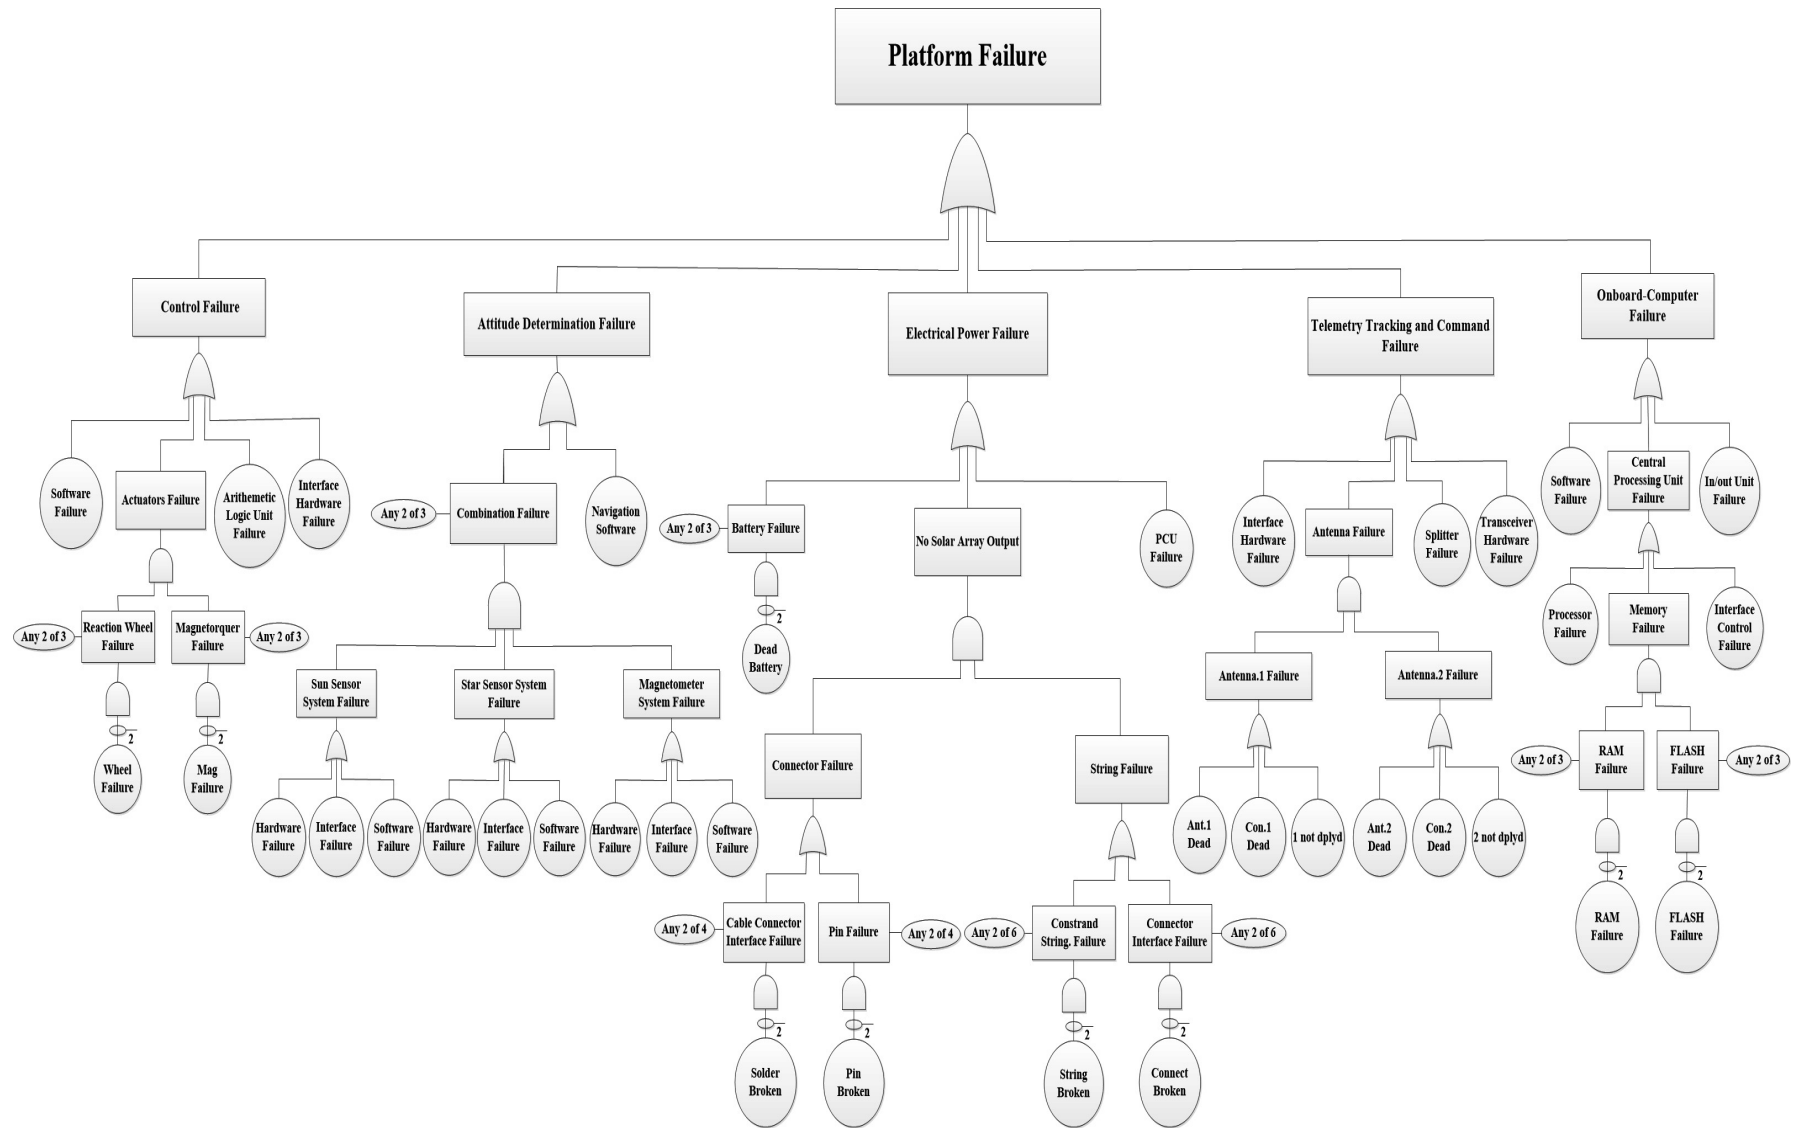 Platform Failure
Control Failure
Attitude Determination Failure
Electrical Power Failure
Telemetry Tracking and Command
Failure
Onboard-Computer
Failure
Software
Failure
Actuators Failure
Arithemetic
Logic Unit
Failure
Interface
Hardware
Failure
Any 2 of 3
Combination Failure
Navigation
Software
Any 2 of 3
Battery Failure
No Solar Array Output
PCU
Failure
Interface
Hardware
Failure
Antenna Failure
Splitter
Failure
Transceiver
Hardware
Failure
Software
Failure
Central
Processing Unit
Failure
In/out Unit
Failure
Any 2 of 3
Reaction Wheel
Failure
Magnetorquer
Failure
Any 2 of 3
2
Dead
Battery
Processor
Failure
Memory
Failure
Interface
Control
Failure
Sun Sensor
System Failure
Star Sensor System
Failure
Magnetometer
System Failure
Antenna.1 Failure
Antenna.2 Failure
2
Wheel
Failure
2
Mag
Failure
Connector Failure
String Failure
Any 2 of 3
RAM
Failure
FLASH
Failure
Any 2 of 3
Hardware
Failure
Interface
Failure
Software
Failure
Hardware
Failure
Interface
Failure
Software
Failure
Hardware
Failure
Interface
Failure
Software
Failure
Ant.1
Dead
Con.1
Dead
1 not dplyd
Ant.2
Dead
Con.2
Dead
2 not dplyd
2
RAM
Failure
2
FLASH
Failure
Any 2 of 4
Cable Connector
Interface Failure
Pin Failure
Any 2 of 4
Any 2 of 6
Constrand
String. Failure
Connector
Interface Failure
Any 2 of 6
2
Solder
Broken
2
Pin
Broken
2
String
Broken
2
Connect
Broken